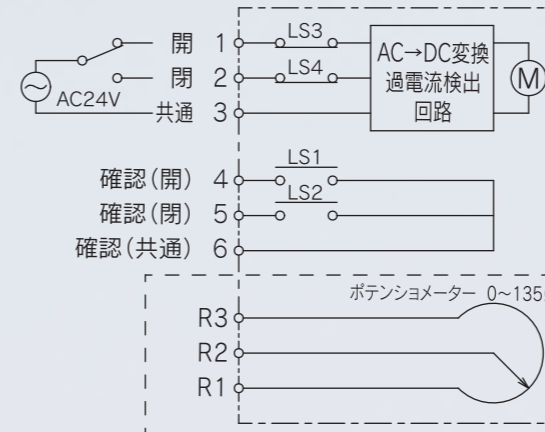 開 1 LS3
閉 2 LS4
AC24V
共通 3
AC→DC変換
過電流検出
回路
M
確認(開) 4 LS1
確認(閉) 5 LS2
確認(共通) 6
ポテンショメーター 0~135
R3
R2
R1